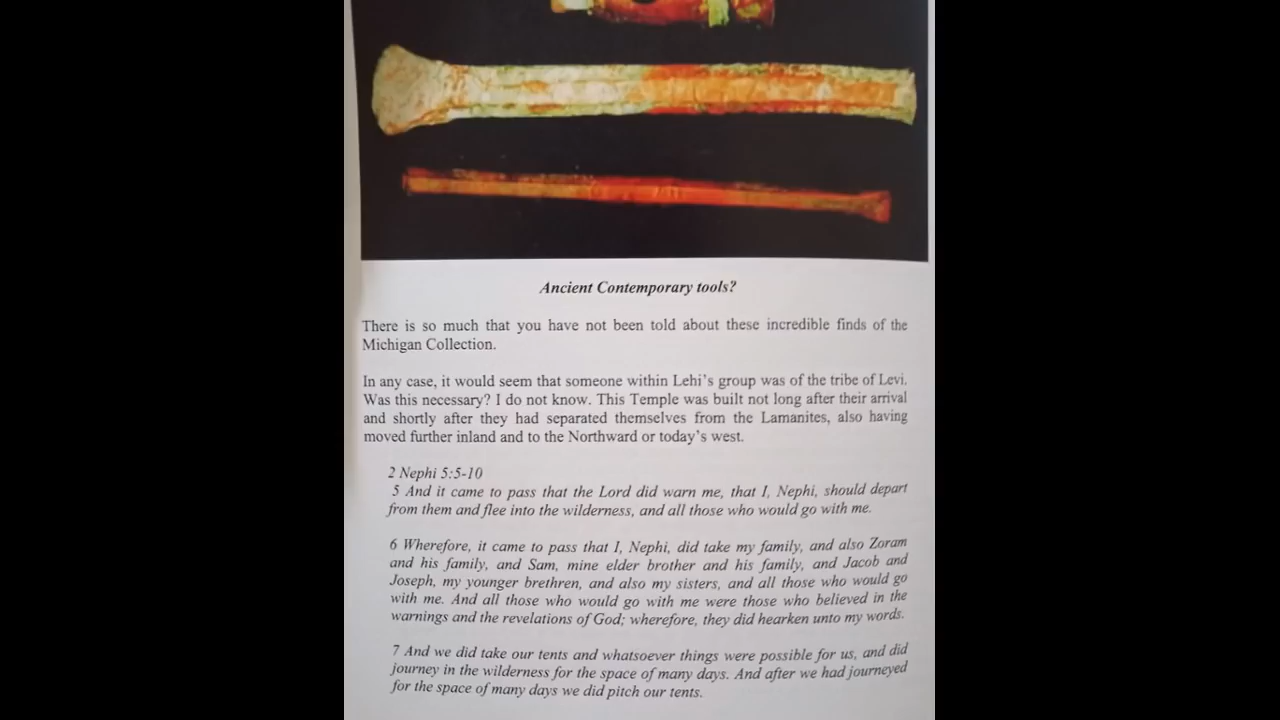 Ancient Contemporary tools?
There is so much that you have not been told about these incredible finds of the
Michigan Collection.
In any case, it would seem that someone within Lehi's group was of the tribe of Levi.
Was this necessary? I do not know. This Temple was built not long after their arrival
and shortly after they had separated themselves from the Lamanites, also having
moved further inland and to the Northward or today's west.
2 Nephi 5:5-10
5 And it came to pass that the Lord did warn me, that I, Nephi, should depart
from them and flee into the wilderness, and all those who would go with me.
6 Wherefore, it came to pass that I, Nephi, did take my family, and also Zoram
and his family, and Sam, mine elder brother and his family, and Jacob and
Joseph, my younger brethren, and also my sisters, and all those who would go
with me. And all those who would go with me were those who believed in the
warnings and the revelations of God; wherefore, they did hearken unto my words.
7 And we did take our tents and whatsoever things were possible for us, and did
journey in the wilderness for the space of many days. And after we had journeyed
for the space of many days we did pitch our tents.